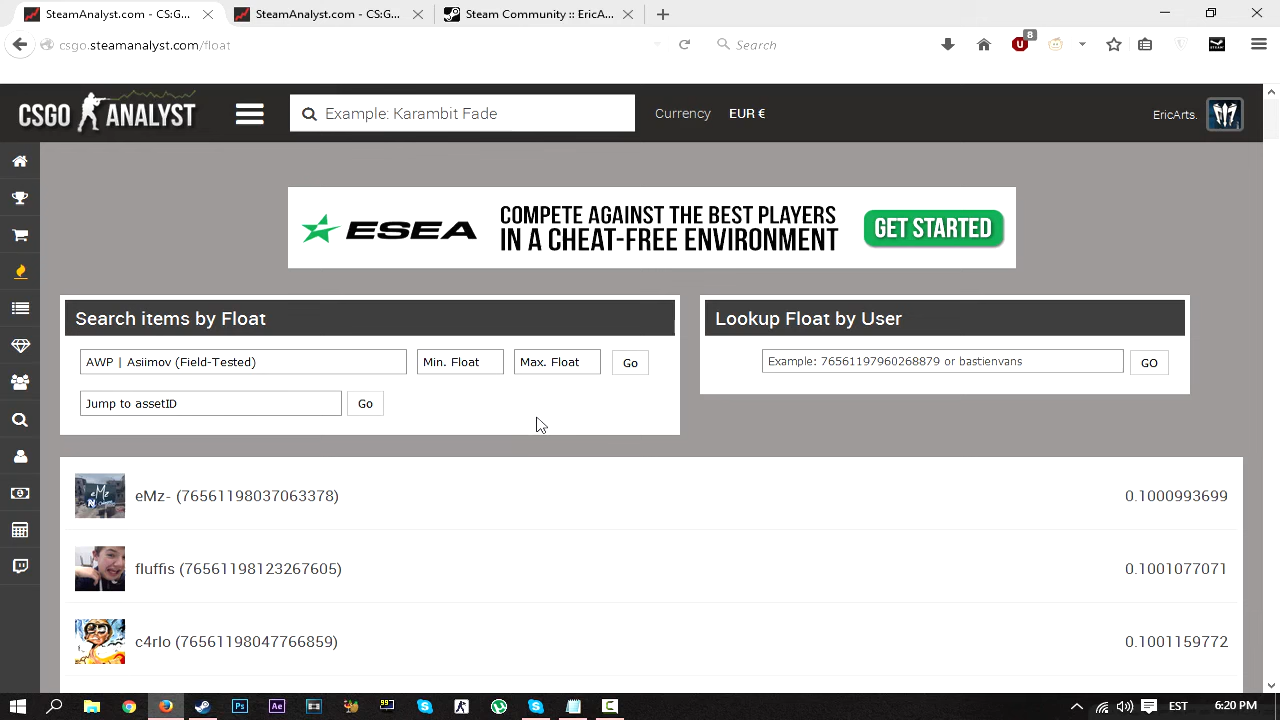 SteamAnalyst.com - CS:G...
SteamAnalyst.com - CS:G...
Steam Community :: EricA...
csgo.steamanalyst.com/float
Search
8
CSGO ANALYST
Example: Karambit Fade
Currency
EUR €
EricArts.
ESEA
COMPETE AGAINST THE BEST PLAYERS
IN A CHEAT-FREE ENVIRONMENT
GET STARTED
Search items by Float
AWP | Asiimov (Field-Tested)
Min. Float
Max. Float
Go
Jump to assetID
Go
Lookup Float by User
Example: 76561197960268879 or bastienvans
GO
eMz- (76561198037063378)
0.1000993699
fluffis (76561198123267605)
0.1001077071
c4rlo (76561198047766859)
0.1001159772
Ps
Ae
EST
6:20 PM